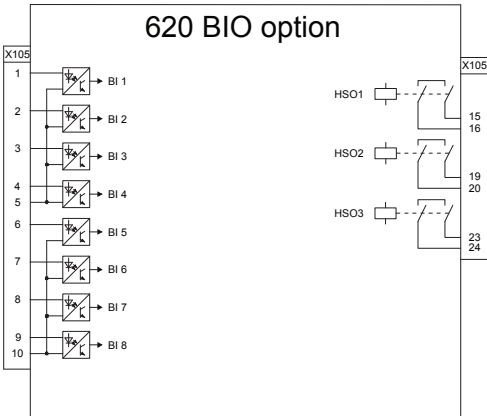 620 BIO option
X105
1
BI 1
2
BI 2
3
BI 3
4
5
BI 4
6
BI 5
7
BI 6
8
BI 7
9
10
BI 8
X105
HSO1
15
16
HSO2
19
20
HSO3
23
24